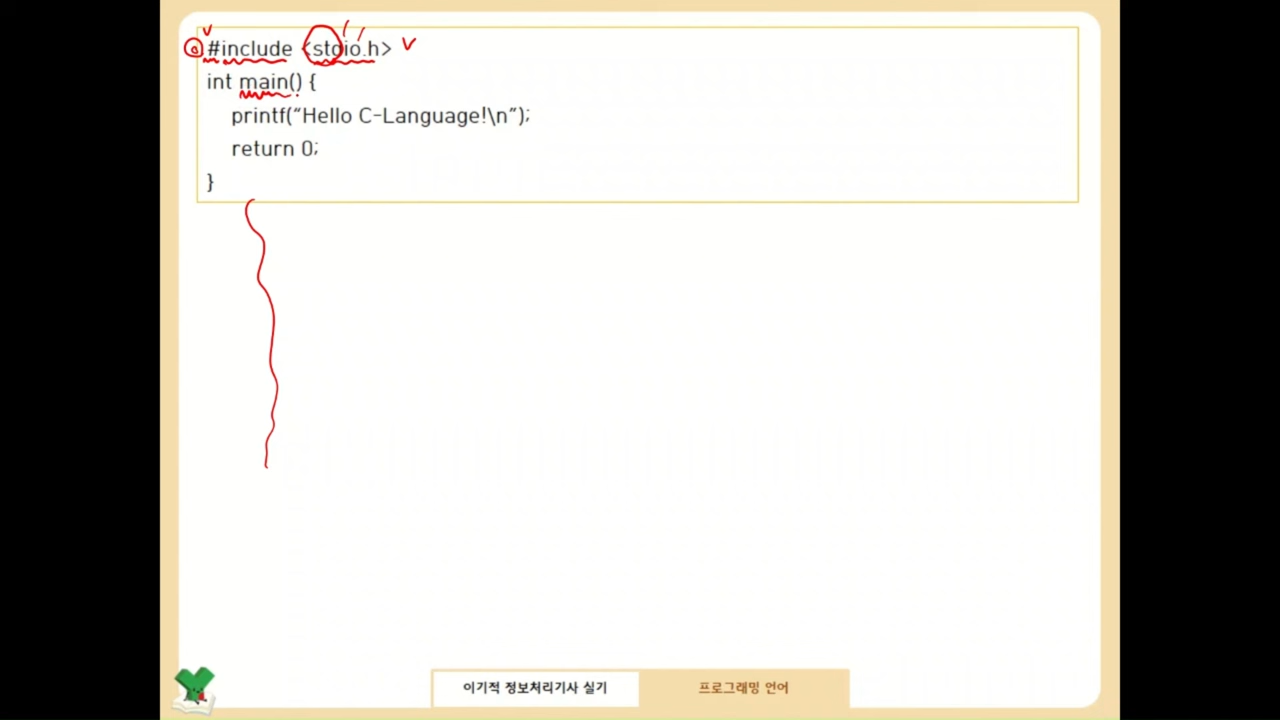 #include <stdio.h>
int main() {
printf(“Hello C-Language!\n”);
return 0;
}
이기적 정보처리기사 실기
프로그래밍 언어